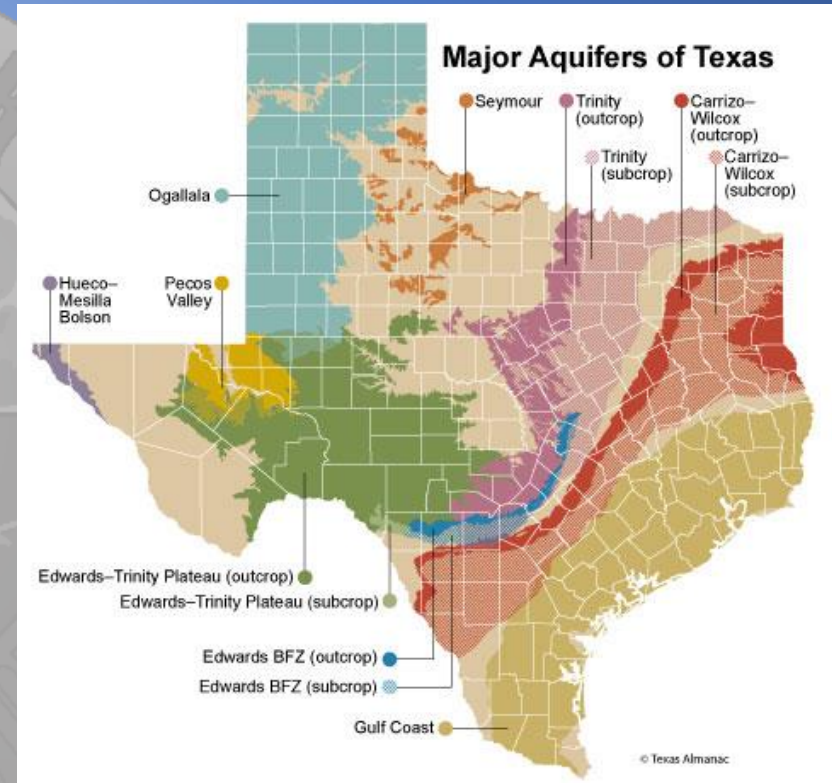 Major Aquifers of Texas
Seymour
Trinity
(outcrop)
Carrizo–
Wilcox
(outcrop)
Trinity
(subcrop)
Carrizo–
Wilcox
(subcrop)
Ogallala
Hueco–
Mesilla
Bolson
Pecos
Valley
Edwards–Trinity Plateau (outcrop)
Edwards–Trinity Plateau (subcrop)
Edwards BFZ (outcrop)
Edwards BFZ (subcrop)
Gulf Coast
© Texas Almanac